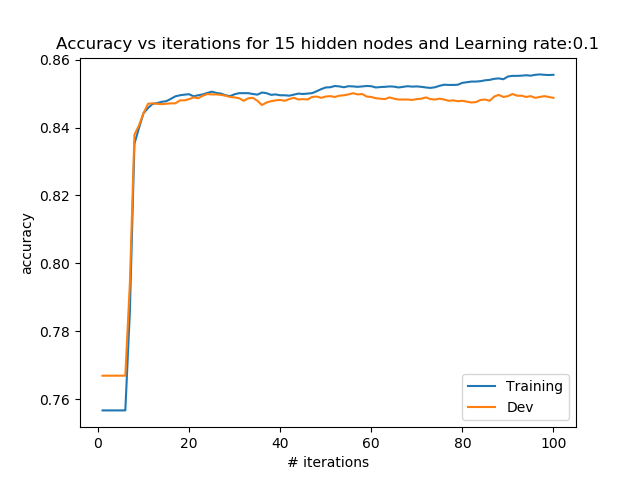 Accuracy vs iterations for 15 hidden nodes and Learning rate:0.1
0.86
0.84
0.82
0.80
0.78
0.76
accuracy
0 20 40 60 80 100
# iterations
Training
Dev